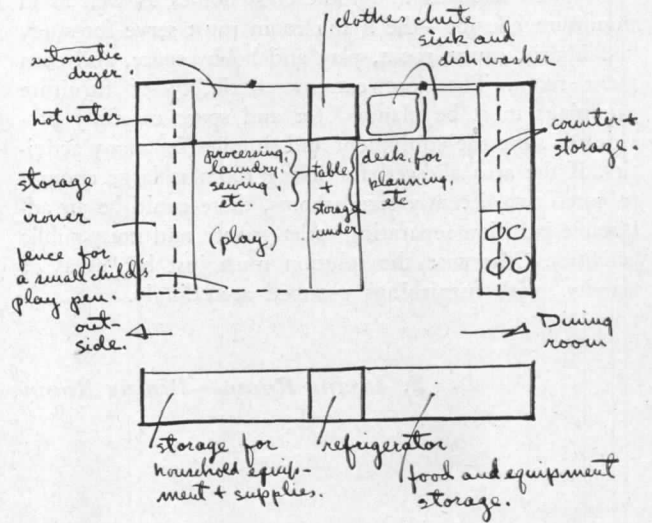 clothes chute
sink and
dish washer
automatic
dryer.
hot water
counter +
storage.
processing,
laundry,
sewing
etc
(play)
table
+
storage
under
desk for
planning,
etc
storage
fence for
a small child's
play pen.
out-
side.
Dining
room
storage for
household equip-
ment + supplies.
refrigerator
food and equipment
storage.